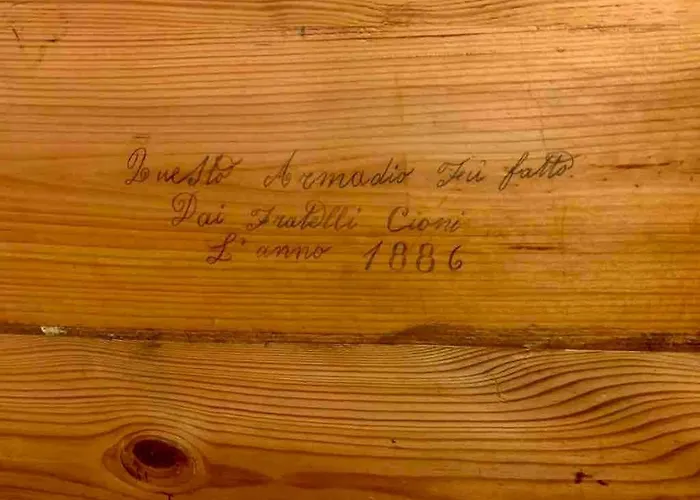 Questo Armadio Fù fatto
Dai Fratelli Cioni
L'anno 1886